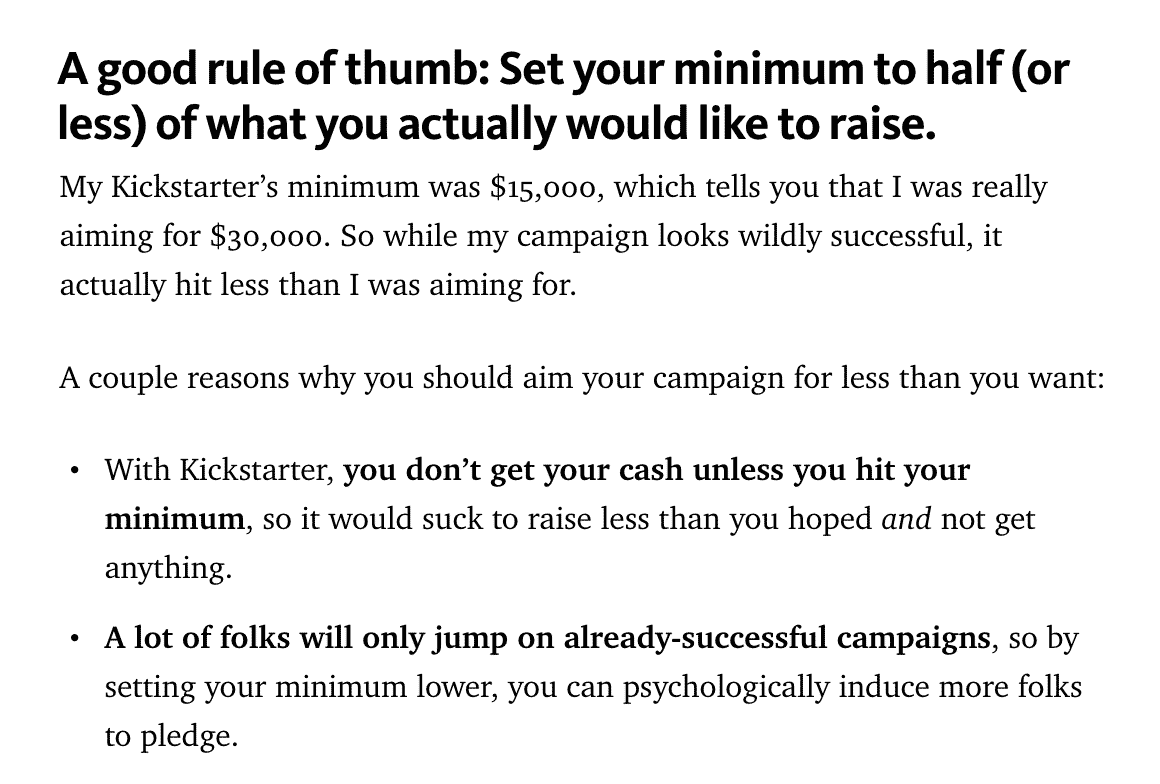 A good rule of thumb: Set your minimum to half (or
less) of what you actually would like to raise.
My Kickstarter’s minimum was $15,000, which tells you that I was really
aiming for $30,000. So while my campaign looks wildly successful, it
actually hit less than I was aiming for.
A couple reasons why you should aim your campaign for less than you want:
• With Kickstarter, you don’t get your cash unless you hit your
minimum, so it would suck to raise less than you hoped and not get
anything.
• A lot of folks will only jump on already-successful campaigns, so by
setting your minimum lower, you can psychologically induce more folks
to pledge.